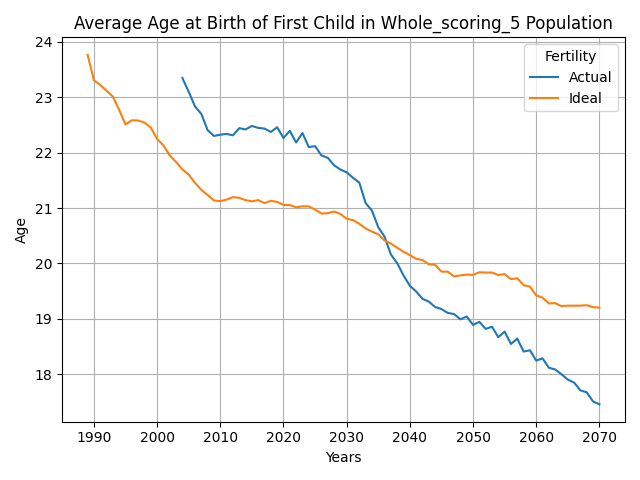 Average Age at Birth of First Child in Whole_scoring_5 Population
Fertility
Actual
Ideal
Age
24
23
22
21
20
19
18
1990
2000
2010
2020
2030
2040
2050
2060
2070
Years